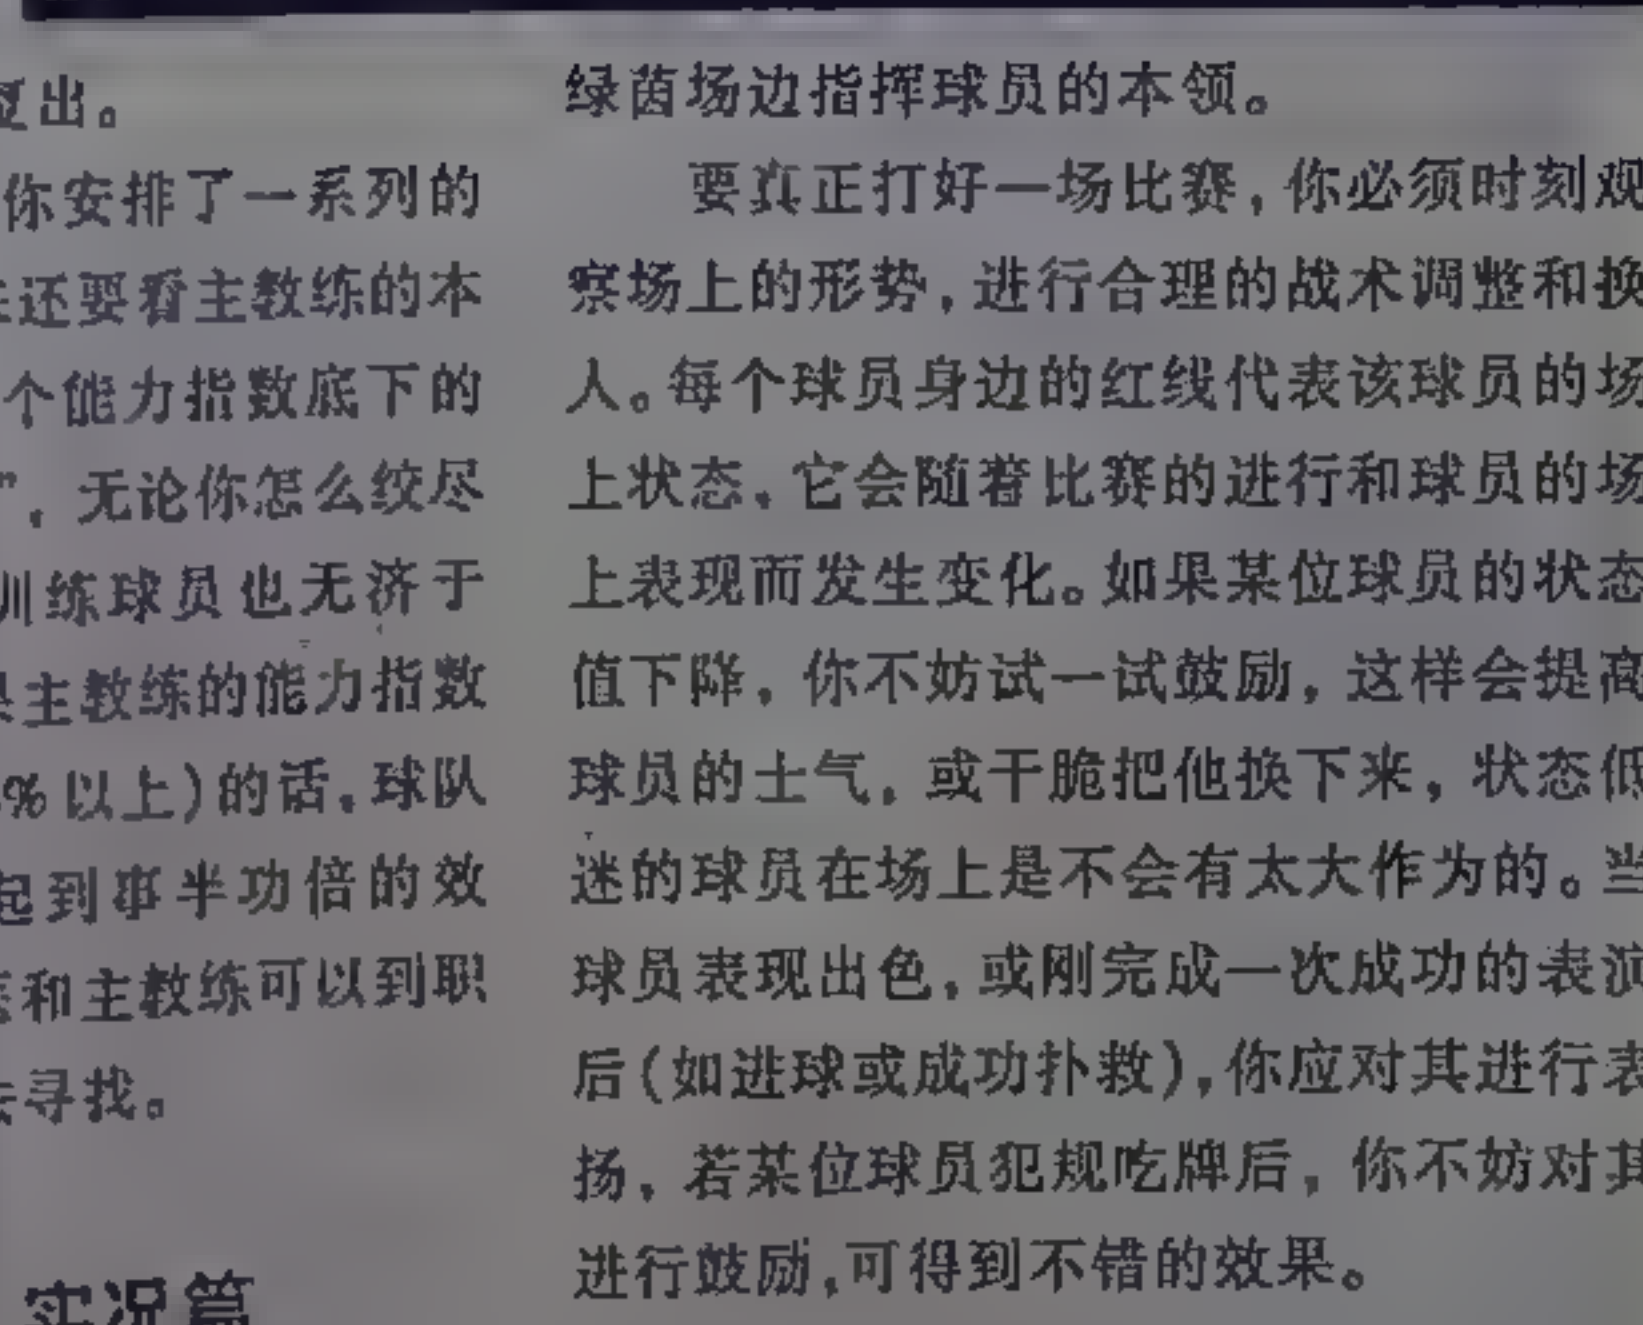 复出。
你安排了一系列的
还要看主教练的本
个能力指数底下的
”，无论你怎么绞尽
训练球员也无济于
主教练的能力指数
%以上)的话，球队
起到事半功倍的效
和主教练可以到职
去寻找。
实况篇
绿茵场边指挥球员的本领。
要真正打好一场比赛，你必须时刻观
察场上的形势，进行合理的战术调整和换
人。每个球员身边的红线代表该球员的场
上状态，它会随着比赛的进行和球员的场
上表现而发生变化。如果某位球员的状态
值下降，你不妨试一试鼓励，这样会提高
球员的士气，或干脆把他换下来，状态低
迷的球员在场上是不会有太大作为的。当
球员表现出色，或刚完成一次成功的表演
后(如进球或成功扑救)，你应对其进行表
扬，若某位球员犯规吃牌后，你不妨对其
进行鼓励，可得到不错的效果。